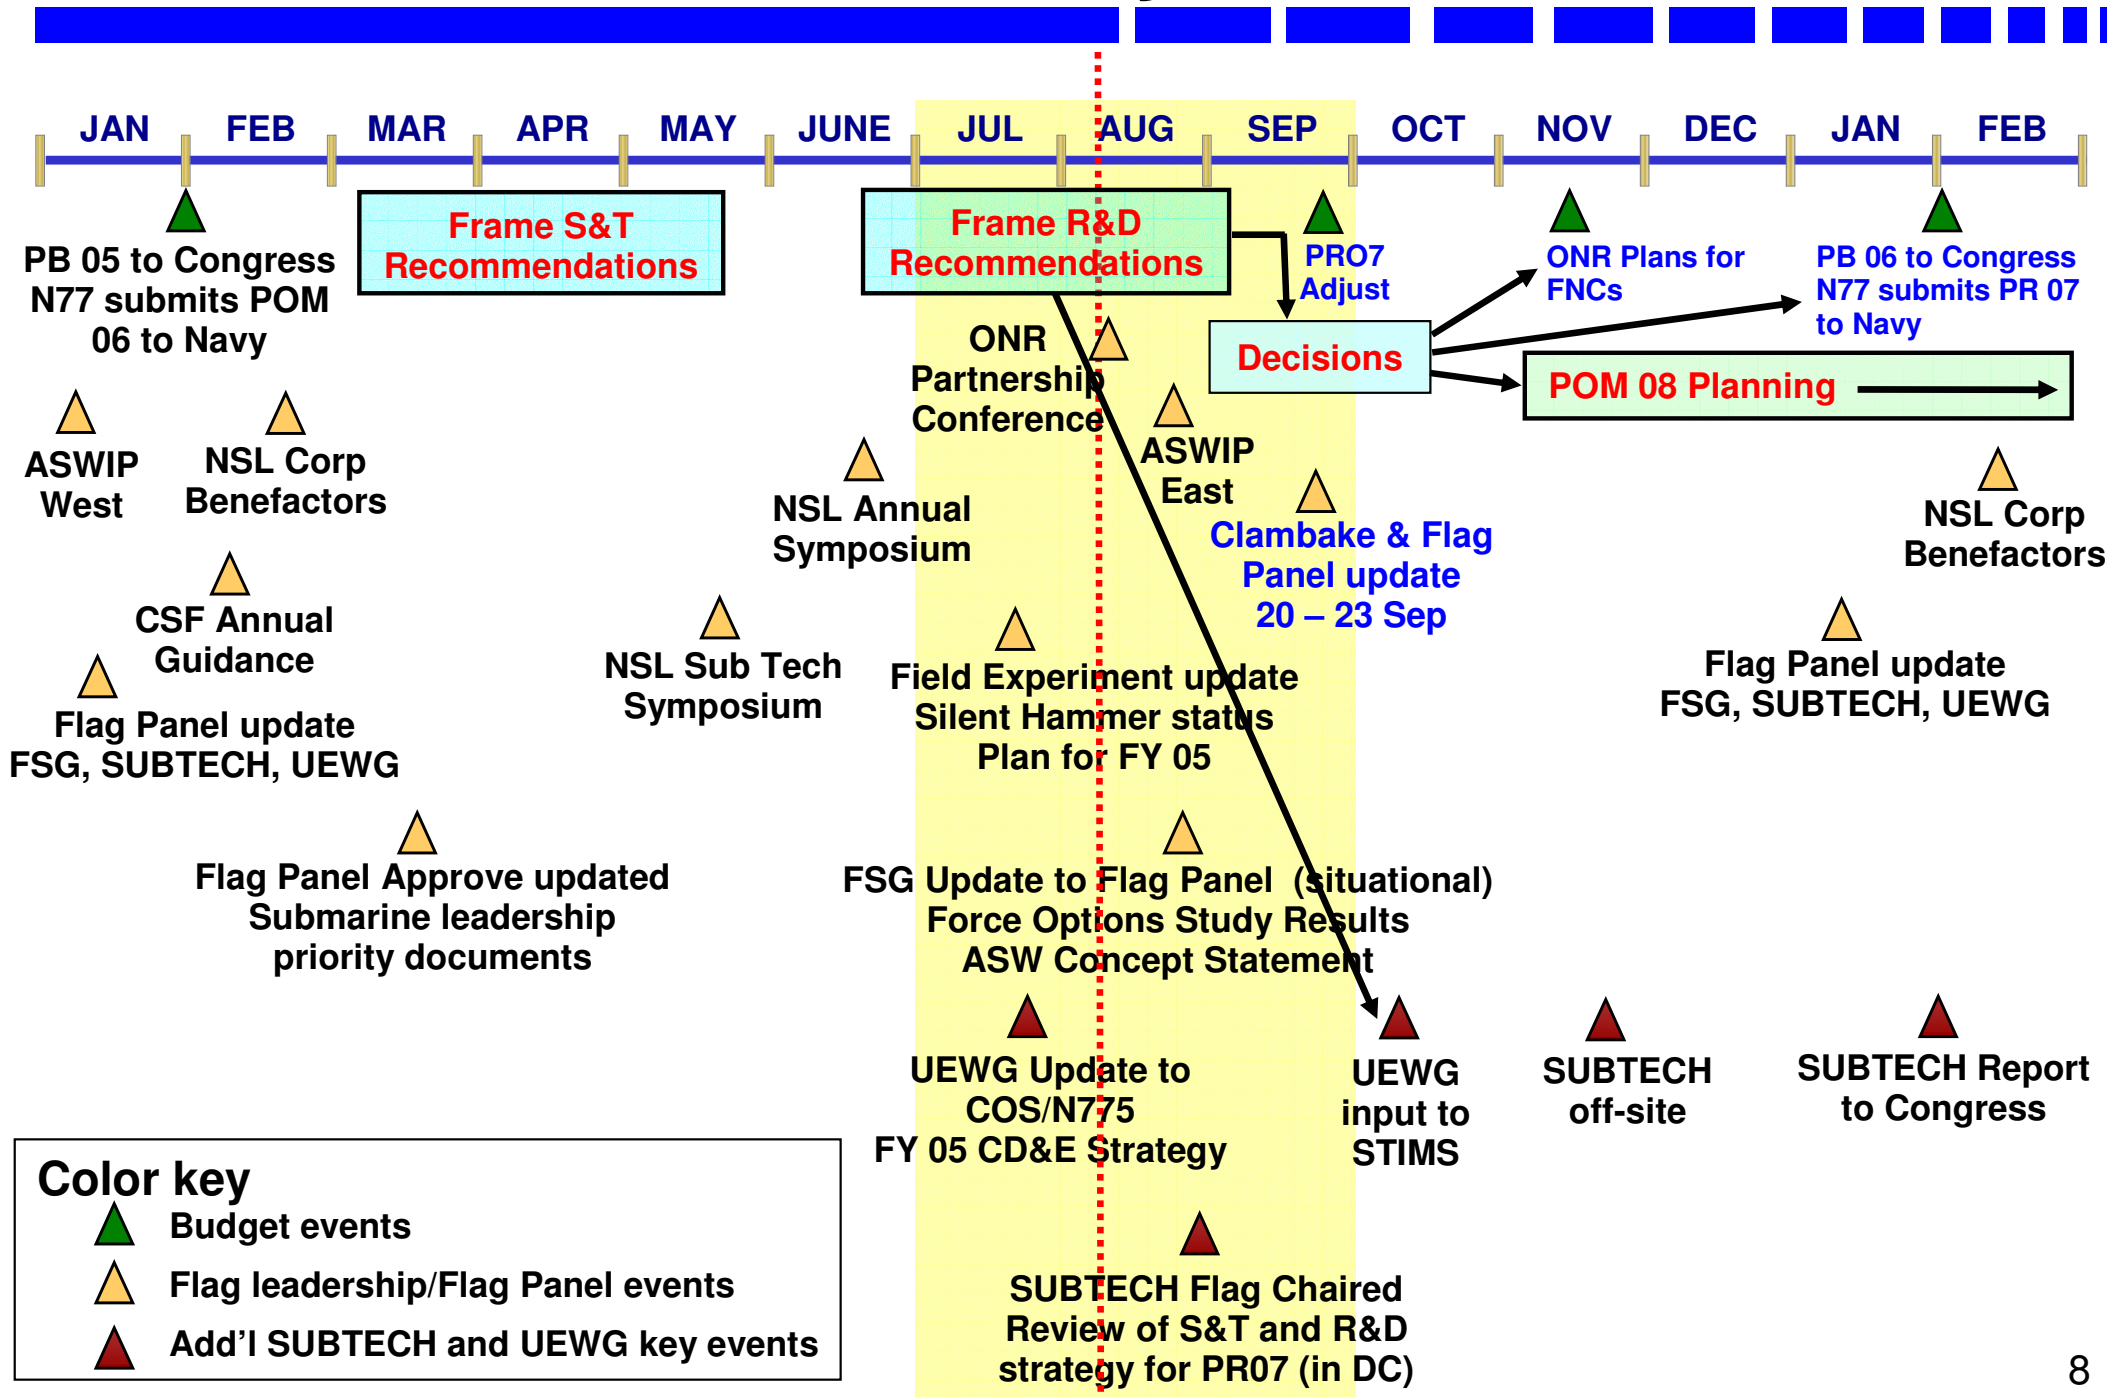 JAN FEB MAR APR MAY JUNE JUL AUG SEP OCT NOV DEC JAN FEB
PB 05 to Congress
N77 submits POM
06 to Navy
Frame S&T
Recommendations
Frame R&D
Recommendations
PRO7
Adjust
ONR Plans for
FNCs
PB 06 to Congress
N77 submits PR 07
to Navy
Decisions
POM 08 Planning
ONR
Partnership
Conference
ASWIP
West
NSL Corp
Benefactors
NSL Annual
Symposium
ASWIP
East
Clambake & Flag
Panel update
20 – 23 Sep
NSL Corp
Benefactors
CSF Annual
Guidance
NSL Sub Tech
Symposium
Field Experiment update
Silent Hammer status
Plan for FY 05
Flag Panel update
FSG, SUBTECH, UEWG
Flag Panel update
FSG, SUBTECH, UEWG
Flag Panel Approve updated
Submarine leadership
priority documents
FSG Update to Flag Panel (situational)
Force Options Study Results
ASW Concept Statement
UEWG Update to
COS/N775
FY 05 CD&E Strategy
UEWG
input to
STIMS
SUBTECH
off-site
SUBTECH Report
to Congress
SUBTECH Flag Chaired
Review of S&T and R&D
strategy for PR07 (in DC)
Color key
Budget events
Flag leadership/Flag Panel events
Add'l SUBTECH and UEWG key events
8